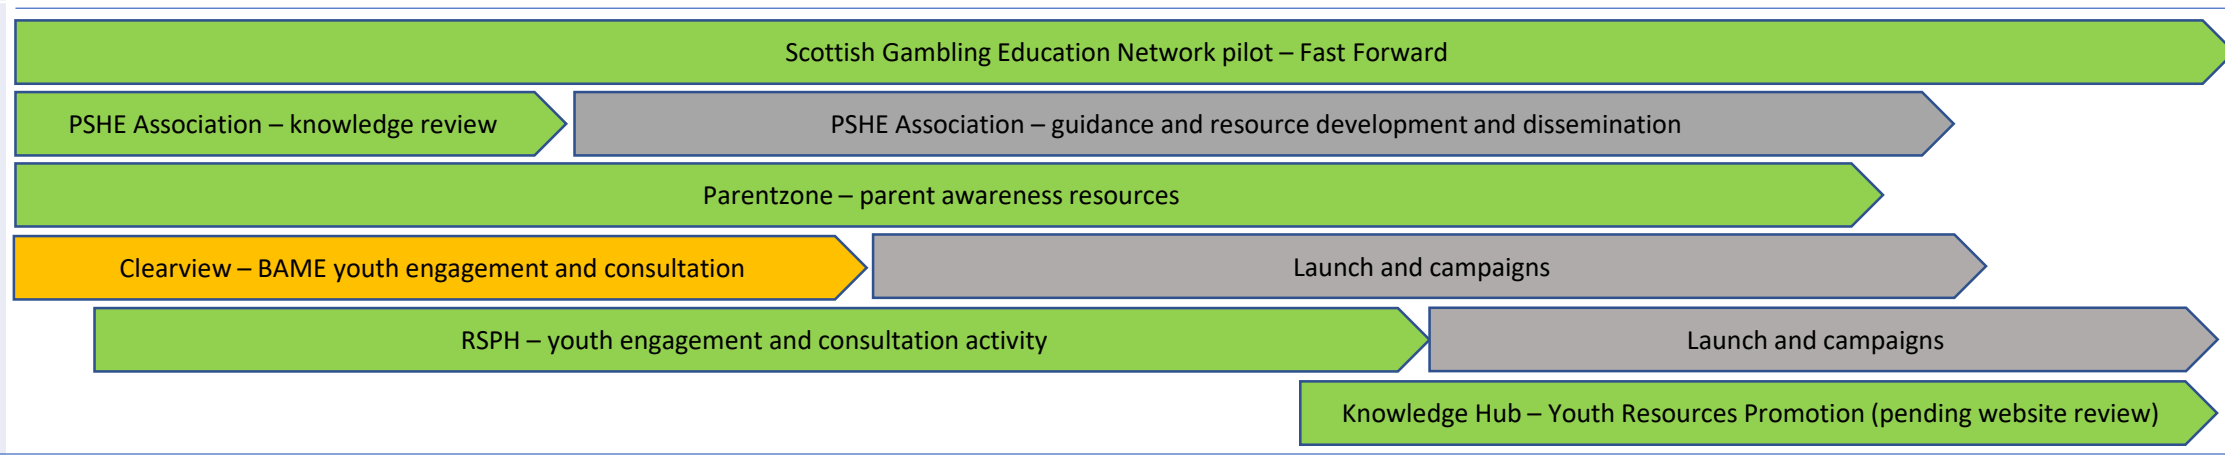 Scottish Gambling Education Network pilot – Fast Forward
PSHE Association – knowledge review
PSHE Association – guidance and resource development and dissemination
Parentzone – parent awareness resources
Clearview – BAME youth engagement and consultation
Launch and campaigns
RSPH – youth engagement and consultation activity
Launch and campaigns
Knowledge Hub – Youth Resources Promotion (pending website review)